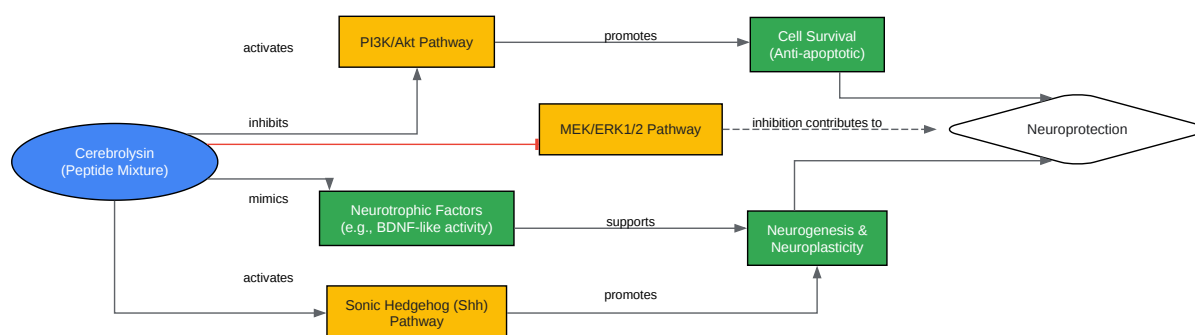 activates
PI3K/Akt Pathway
promotes
Cell Survival
(Anti-apoptotic)
inhibits
MEK/ERK1/2 Pathway
inhibition contributes to
Neuroprotection
Cerebrolysin
(Peptide Mixture)
mimics
Neurotrophic Factors
(e.g., BDNF-like activity)
supports
Neurogenesis &
Neuroplasticity
activates
Sonic Hedgehog (Shh)
Pathway
promotes